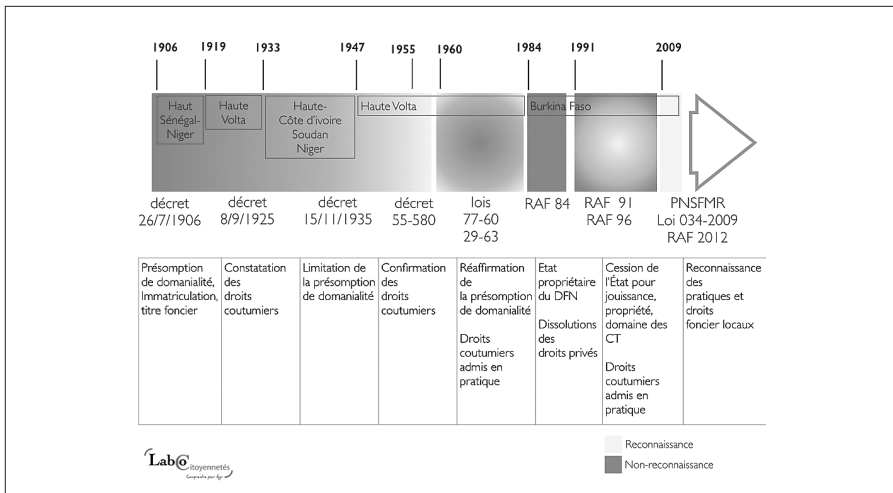 1906 1919 1933 1947 1955 1960 1984 1991 2009
Haut
Sénégal-
Niger
Haute
Volta
Haute-
Côte d'ivoire
Soudan
Niger
Haute Volta
Burkina Faso
décret
26/7/1906
décret
8/9/1925
décret
15/11/1935
décret
55-580
lois
77-60
29-63
RAF 84
RAF 91
RAF 96
PNSFMR
Loi 034-2009
RAF 2012
Présomption
de domanialité,
Immatriculation,
titre foncier
Constatation
des
droits
coutumiers
Limitation de
la présomption
de domanialité
Confirmation
des
droits
coutumiers
Réaffirmation
de
la présomption
de domanialité
Droits
coutumiers
admis en
pratique
Etat
propriétaire
du DFN
Dissolutions
des
droits privés
Cession de
l'État pour
jouissance,
propriété,
domaine des
CT
Droits
coutumiers
admis en
pratique
Reconnaissance
des
pratiques et
droits
foncier locaux
Reconnaissance
Non-reconnaissance
Labo Citoyennetés